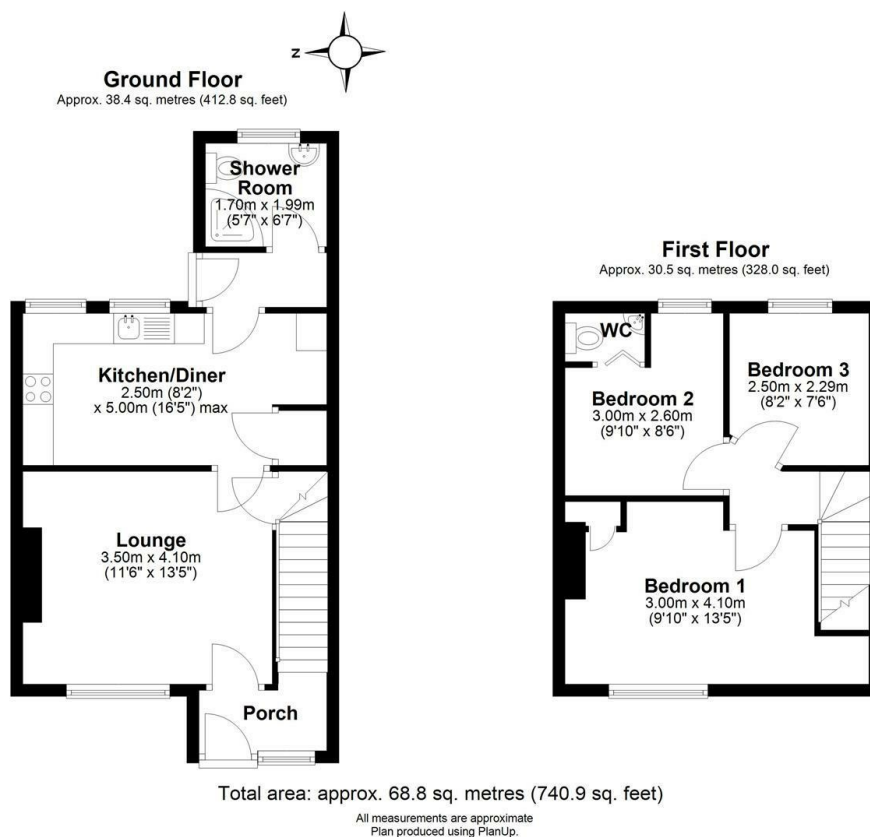 Z
Ground Floor
Approx. 38.4 sq. metres (412.8 sq. feet)
Shower
Room
1.70m x 1.99m
(5'7" x 6'7")
Kitchen/Diner
2.50m (8'2")
x 5.00m (16'5") max
Lounge
3.50m x 4.10m
(11'6" x 13'5")
Porch
First Floor
Approx. 30.5 sq. metres (328.0 sq. feet)
WC
Bedroom 2
3.00m x 2.60m
(9'10" x 8'6")
Bedroom 3
2.50m x 2.29m
(8'2" x 7'6")
Bedroom 1
3.00m x 4.10m
(9'10" x 13'5")
Total area: approx. 68.8 sq. metres (740.9 sq. feet)
All measurements are approximate
Plan produced using PlanUp.